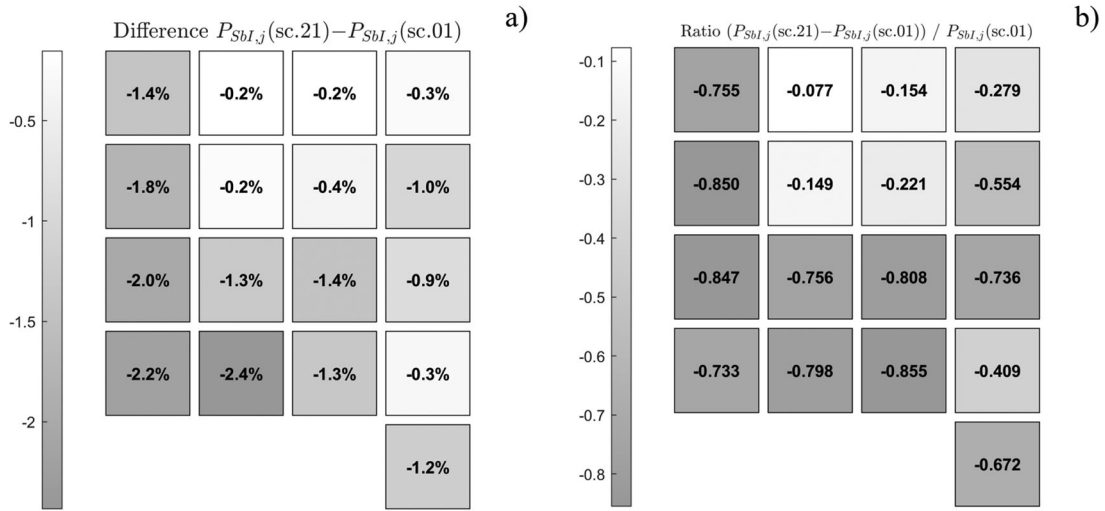 a)
Difference P_{SbI,j}(sc.21)−P_{SbI,j}(sc.01)
-0.5
-1
-1.5
-2
-1.4% -0.2% -0.2% -0.3%
-1.8% -0.2% -0.4% -1.0%
-2.0% -1.3% -1.4% -0.9%
-2.2% -2.4% -1.3% -0.3%
-1.2%
b)
Ratio (P_{SbI,j}(sc.21)−P_{SbI,j}(sc.01)) / P_{SbI,j}(sc.01)
-0.1
-0.2
-0.3
-0.4
-0.5
-0.6
-0.7
-0.8
-0.755 -0.077 -0.154 -0.279
-0.850 -0.149 -0.221 -0.554
-0.847 -0.756 -0.808 -0.736
-0.733 -0.798 -0.855 -0.409
-0.672